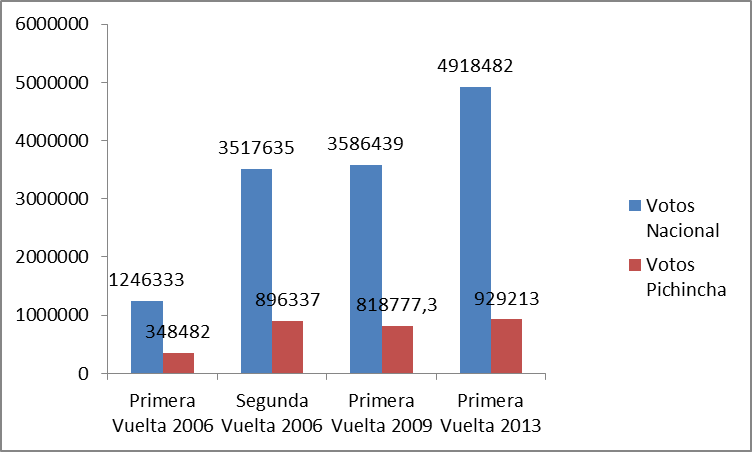 6000000
5000000
4000000
3000000
2000000
1000000
0
1246333
348482
3517635
896337
3586439
818777,3
4918482
929213
Primera
Vuelta 2006
Segunda
Vuelta 2006
Primera
Vuelta 2009
Primera
Vuelta 2013
Votos
Nacional
Votos
Pichincha